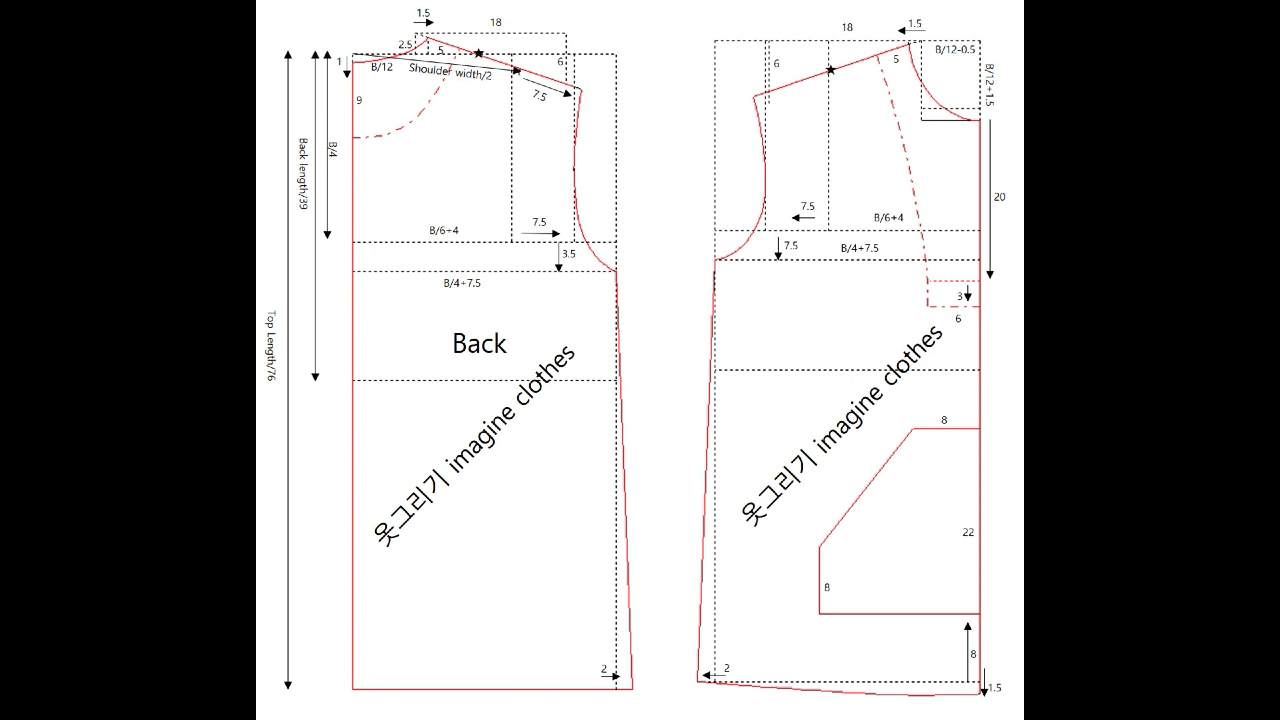 1.5
18
2.5
5
6
1
B/12
Shoulder width/2
7.5
9
B/4
Back length/39
Top Length/76
B/6+4
7.5
3.5
B/4+7.5
Back
옷그리기 imagine clothes
2
18
1.5
6
5
B/12-0.5
B/12+1.5
20
7.5
B/6+4
7.5
B/4+7.5
3
6
옷그리기 imagine clothes
8
22
8
8
2
1.5